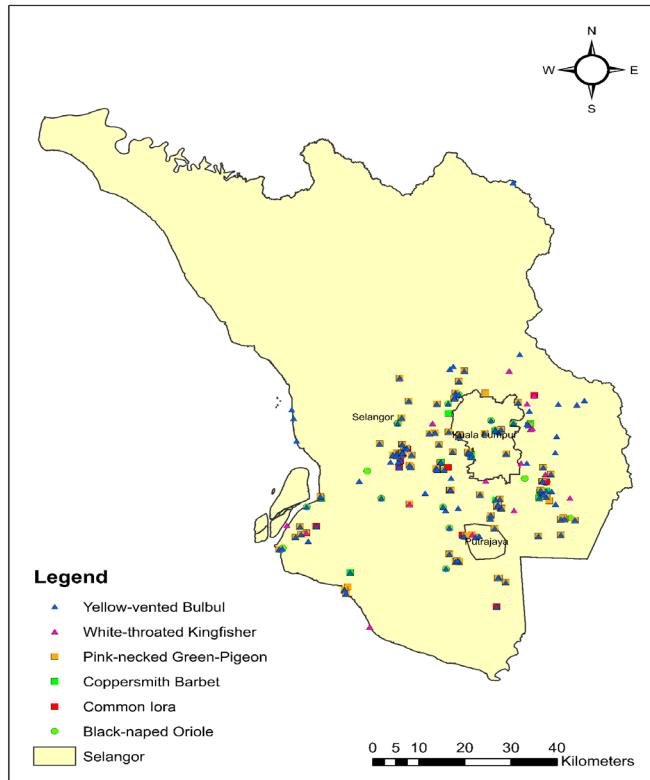 N
W E
S
Selangor
Kuala Lumpur
Putrajaya
Legend
Yellow-vented Bulbul
White-throated Kingfisher
Pink-necked Green-Pigeon
Coppersmith Barbet
Common Iora
Black-naped Oriole
Selangor
0 5 10 20 30 40
Kilometers